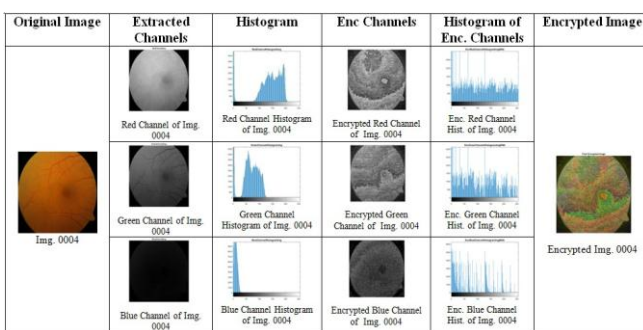 Original Image
Extracted
Channels
Histogram
Enc Channels
Histogram of
Enc. Channels
Encrypted Image
Img. 0004
Red Channel of Img.
0004
Red Channel Histogram
of Img. 0004
Encrypted Red Channel
of Img. 0004
Enc. Red Channel
Hist. of Img. 0004
Green Channel of Img.
0004
Green Channel
Histogram of Img. 0004
Encrypted Green
Channel of Img. 0004
Enc. Green Channel
Hist. of Img. 0004
Blue Channel of Img.
0004
Blue Channel Histogram
of Img. 0004
Encrypted Blue Channel
of Img. 0004
Enc. Blue Channel
Hist. of Img. 0004
Encrypted Img. 0004